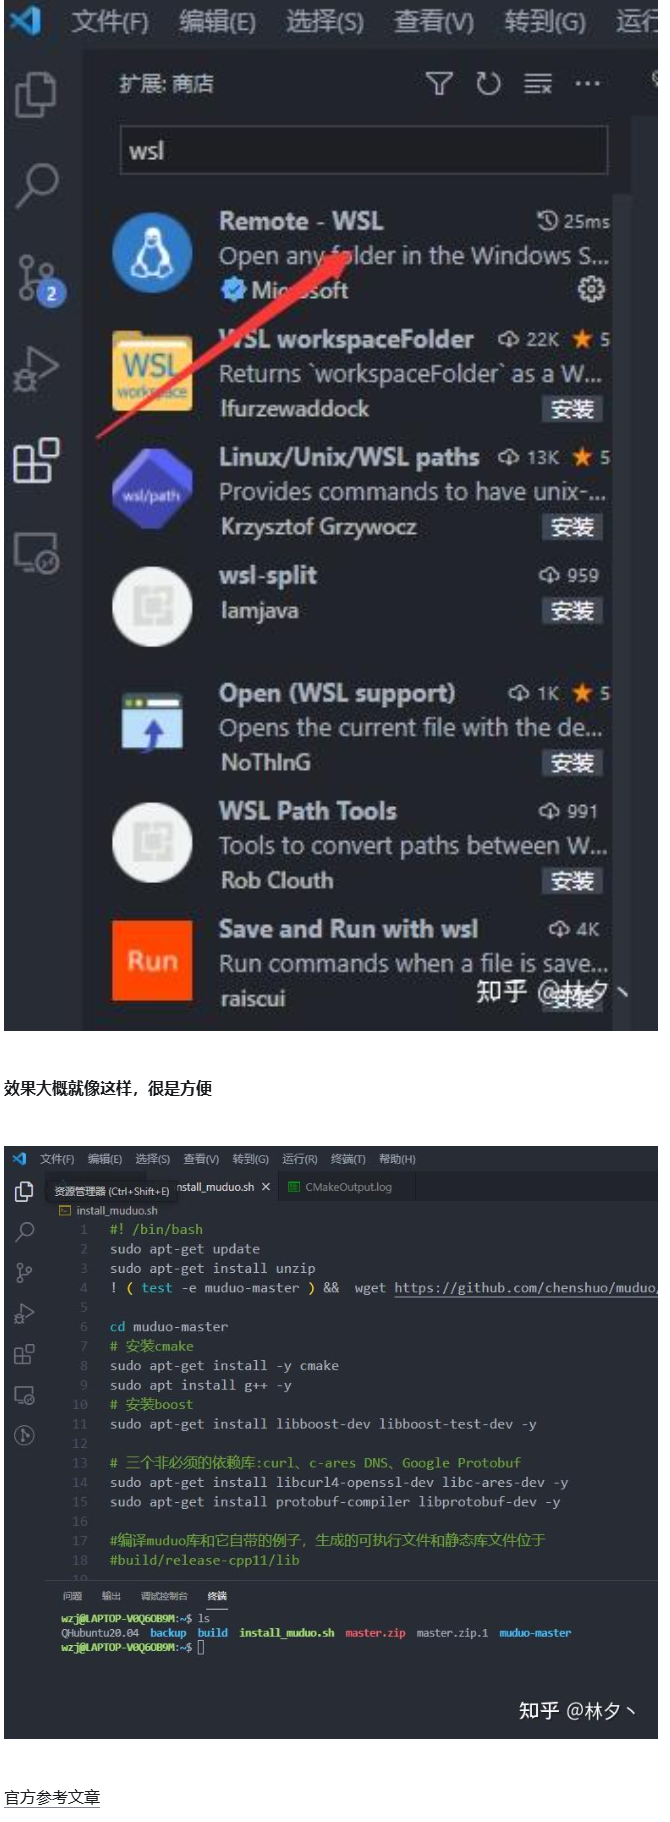 文件(F) 编辑(E) 选择(S) 查看(V) 转到(G) 运行
扩展: 商店
wsl
Remote - WSL 25ms
Open any folder in the Windows S...
Microsoft
2
WSL workspaceFolder 22K 5
WSL
workspace
Returns `workspaceFolder` as a W...
lfurzewaddock 安装
Linux/Unix/WSL paths 13K 5
wsl/path
Provides commands to have unix-...
Krzysztof Grzywocz 安装
wsl-split 959
Iamjava 安装
Open (WSL support) 1K 5
Opens the current file with the de...
NoThInG 安装
WSL Path Tools 991
Tools to convert paths between W...
Rob Clouth 安装
Save and Run with wsl 4K
Run
Run commands when a file is save...
raiscui 安装
知乎 @林夕丶
效果大概就像这样，很是方便
文件(F) 编辑(E) 选择(S) 查看(V) 转到(G) 运行(R) 终端(T) 帮助(H)
资源管理器 (Ctrl+Shift+E) nstall_muduo.sh CMakeOutput.log
install_muduo.sh
1 #! /bin/bash
2 sudo apt-get update
3 sudo apt-get install unzip
4 ! ( test -e muduo-master ) && wget https://github.com/chenshuo/muduo/
5
6 cd muduo-master
7 # 安装cmake
8 sudo apt-get install -y cmake
9 sudo apt install g++ -y
10 # 安装boost
11 sudo apt-get install libboost-dev libboost-test-dev -y
12
13 # 三个非必须的依赖库:curl、c-ares DNS、Google Protobuf
14 sudo apt-get install libcurl4-openssl-dev libc-ares-dev -y
15 sudo apt-get install protobuf-compiler libprotobuf-dev -y
16
17 #编译muduo库和它自带的例子，生成的可执行文件和静态库文件位于
18 #build/release-cpp11/lib
19
问题 输出 调试控制台 终端
wzj@LAPTOP-V0Q6OB9M:~$ ls
QHubuntu20.04 backup build install_muduo.sh master.zip master.zip.1 muduo-master
wzj@LAPTOP-V0Q6OB9M:~$
知乎 @林夕丶
官方参考文章